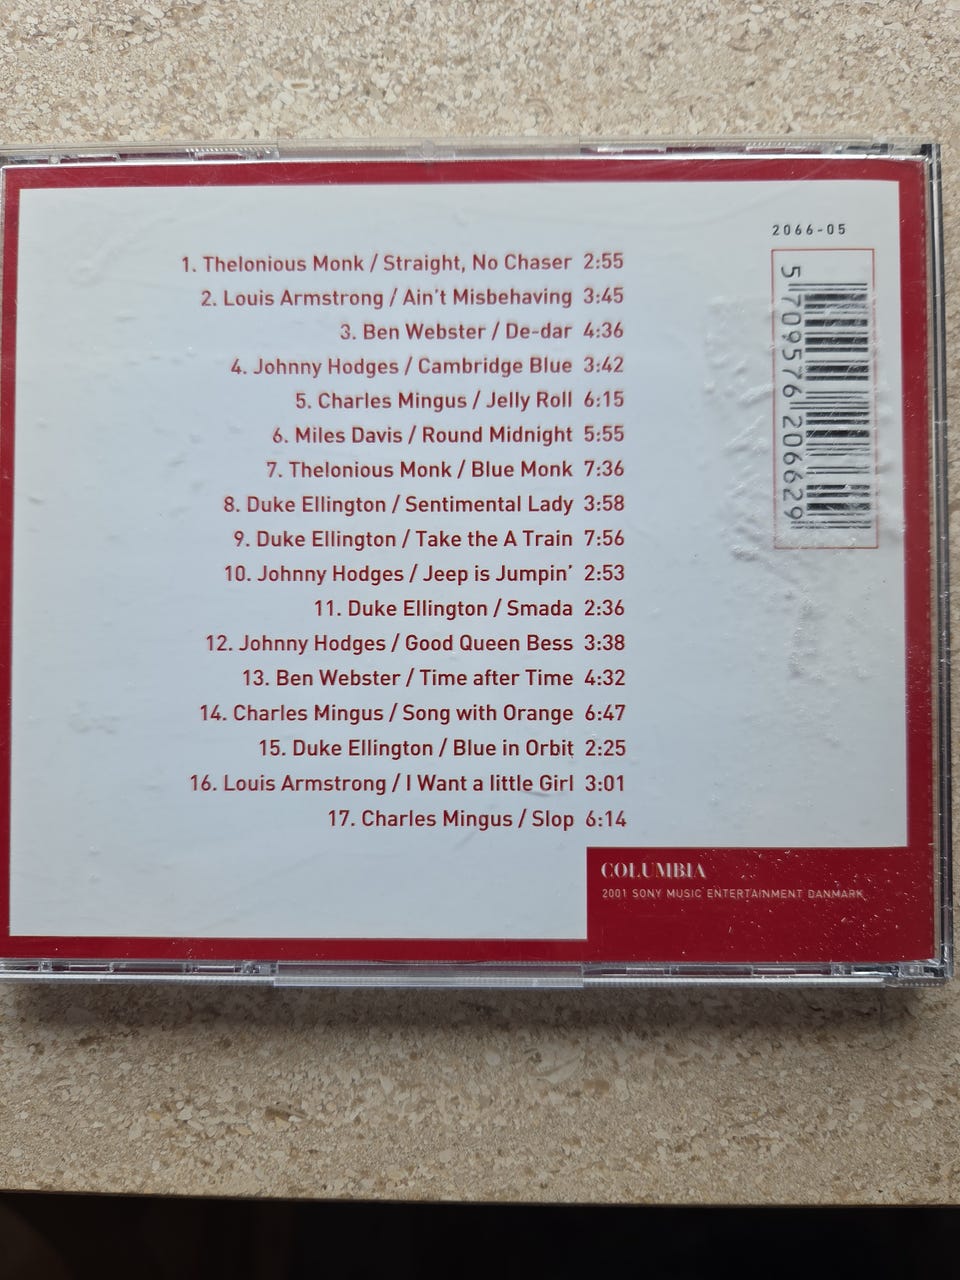 2066-05
1. Thelonious Monk / Straight, No Chaser 2:55
2. Louis Armstrong / Ain't Misbehaving 3:45
3. Ben Webster / De-dar 4:36
4. Johnny Hodges / Cambridge Blue 3:42
5. Charles Mingus / Jelly Roll 6:15
6. Miles Davis / Round Midnight 5:55
7. Thelonious Monk / Blue Monk 7:36
8. Duke Ellington / Sentimental Lady 3:58
9. Duke Ellington / Take the A Train 7:56
10. Johnny Hodges / Jeep is Jumpin' 2:53
11. Duke Ellington / Smada 2:36
12. Johnny Hodges / Good Queen Bess 3:38
13. Ben Webster / Time after Time 4:32
14. Charles Mingus / Song with Orange 6:47
15. Duke Ellington / Blue in Orbit 2:25
16. Louis Armstrong / I Want a little Girl 3:01
17. Charles Mingus / Slop 6:14
5 709576 206629
COLUMBIA
2001 SONY MUSIC ENTERTAINMENT DANMARK